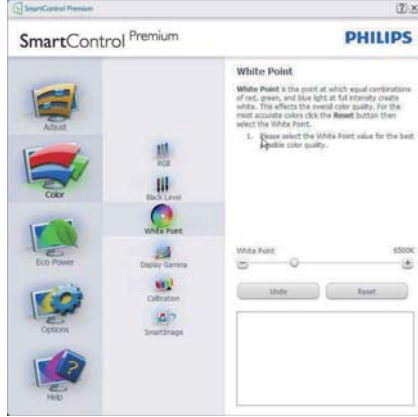 SmartControl Premium
SmartControl Premium
PHILIPS
Adjust
Color
Eco Power
Options
Help
RGB
Black Level
White Point
Display Gamma
Calibration
SmartImage
White Point
White Point is the point at which equal combinations
of red, green, and blue light at full intensity create
white. This effects the overall color quality. For the
most accurate colors click the Reset button then
select the White Point.
1. Please select the White Point value for the best
color quality.
White Point 6500K
Undo Reset